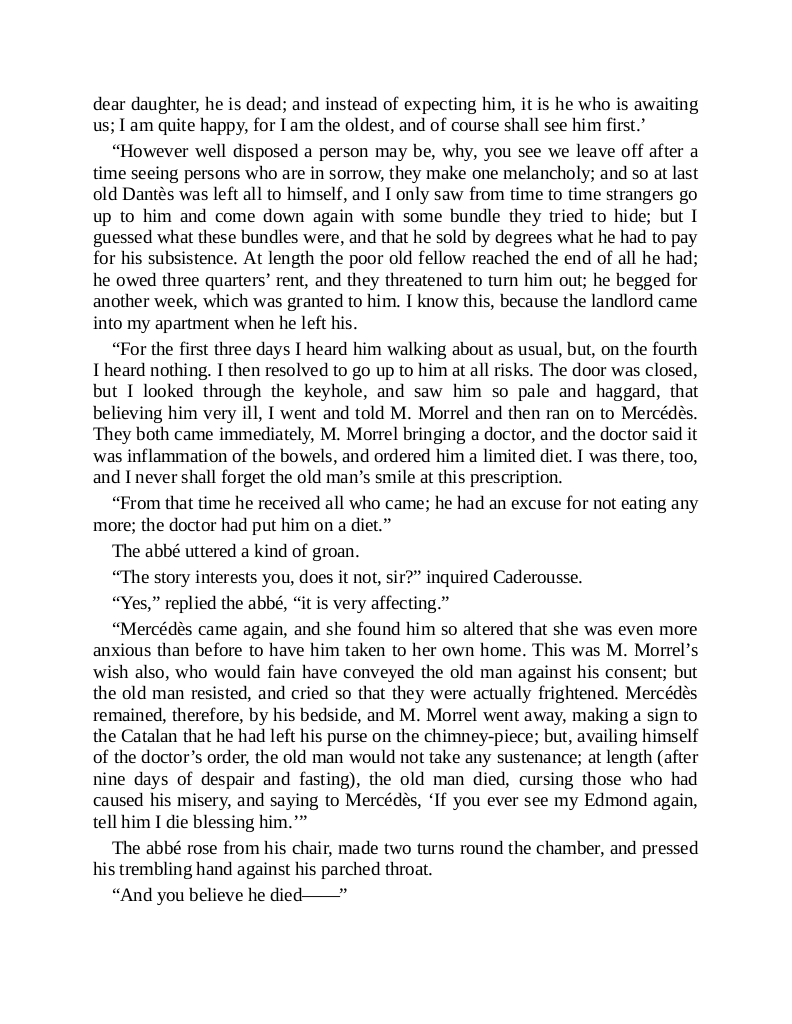 dear daughter, he is dead; and instead of expecting him, it is he who is awaiting
us; I am quite happy, for I am the oldest, and of course shall see him first.’
“However well disposed a person may be, why, you see we leave off after a
time seeing persons who are in sorrow, they make one melancholy; and so at last
old Dantès was left all to himself, and I only saw from time to time strangers go
up to him and come down again with some bundle they tried to hide; but I
guessed what these bundles were, and that he sold by degrees what he had to pay
for his subsistence. At length the poor old fellow reached the end of all he had;
he owed three quarters’ rent, and they threatened to turn him out; he begged for
another week, which was granted to him. I know this, because the landlord came
into my apartment when he left his.
“For the first three days I heard him walking about as usual, but, on the fourth
I heard nothing. I then resolved to go up to him at all risks. The door was closed,
but I looked through the keyhole, and saw him so pale and haggard, that
believing him very ill, I went and told M. Morrel and then ran on to Mercédès.
They both came immediately, M. Morrel bringing a doctor, and the doctor said it
was inflammation of the bowels, and ordered him a limited diet. I was there, too,
and I never shall forget the old man’s smile at this prescription.
“From that time he received all who came; he had an excuse for not eating any
more; the doctor had put him on a diet.”
The abbé uttered a kind of groan.
“The story interests you, does it not, sir?” inquired Caderousse.
“Yes,” replied the abbé, “it is very affecting.”
“Mercédès came again, and she found him so altered that she was even more
anxious than before to have him taken to her own home. This was M. Morrel’s
wish also, who would fain have conveyed the old man against his consent; but
the old man resisted, and cried so that they were actually frightened. Mercédès
remained, therefore, by his bedside, and M. Morrel went away, making a sign to
the Catalan that he had left his purse on the chimney-piece; but, availing himself
of the doctor’s order, the old man would not take any sustenance; at length (after
nine days of despair and fasting), the old man died, cursing those who had
caused his misery, and saying to Mercédès, ‘If you ever see my Edmond again,
tell him I die blessing him.’”
The abbé rose from his chair, made two turns round the chamber, and pressed
his trembling hand against his parched throat.
“And you believe he died——”